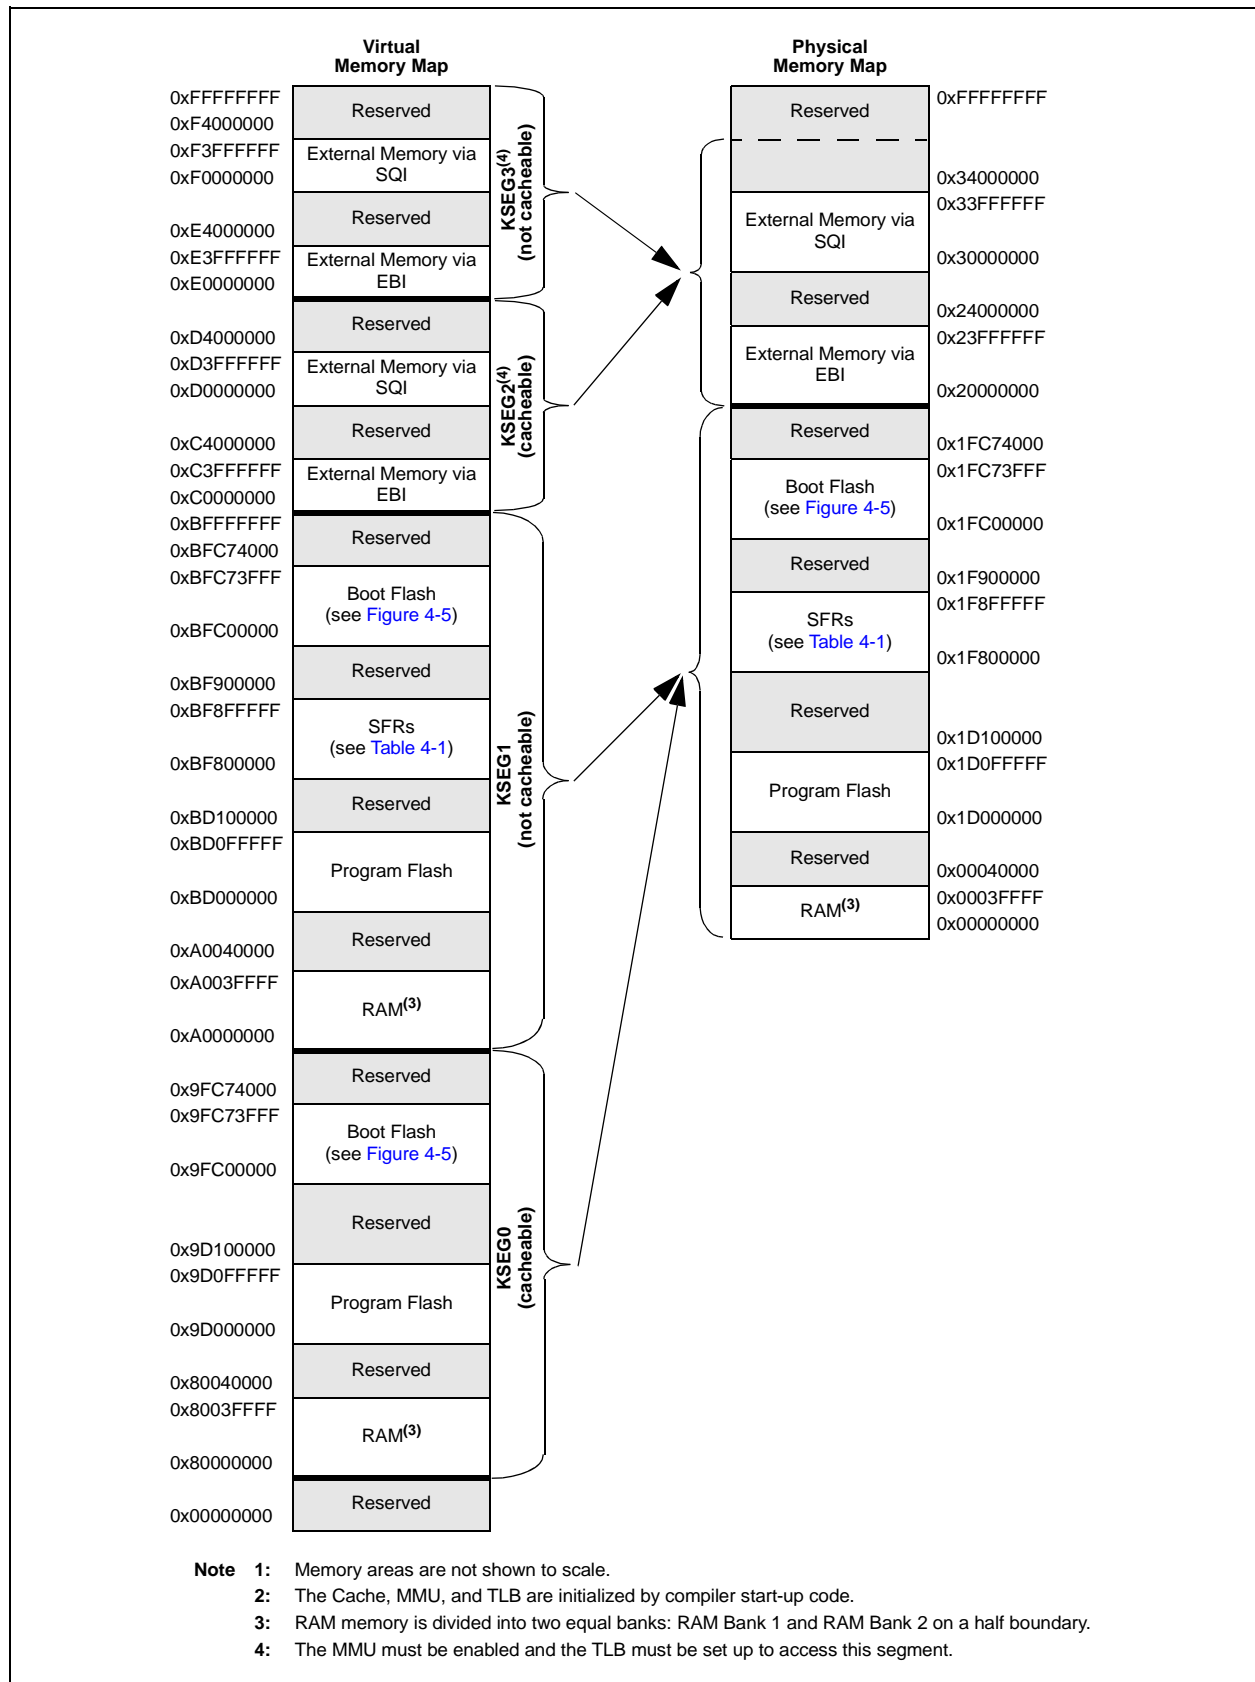 Virtual
Memory Map
0xFFFFFFFF
Reserved
0xF4000000
0xF3FFFFFF
External Memory via
SQI
0xF0000000
Reserved
0xE4000000
0xE3FFFFFF
External Memory via
EBI
0xE0000000
KSEG3(4)
(not cacheable)
Reserved
0xD4000000
0xD3FFFFFF
External Memory via
SQI
0xD0000000
Reserved
0xC4000000
0xC3FFFFFF
External Memory via
EBI
0xC0000000
KSEG2(4)
(cacheable)
0xBFFFFFFF
Reserved
0xBFC74000
0xBFC73FFF
Boot Flash
(see Figure 4-5)
0xBFC00000
Reserved
0xBF900000
0xBF8FFFFF
SFRs
(see Table 4-1)
0xBF800000
Reserved
0xBD100000
0xBD0FFFFF
Program Flash
0xBD000000
Reserved
0xA0040000
0xA003FFFF
RAM(3)
0xA0000000
KSEG1
(not cacheable)
Reserved
0x9FC74000
0x9FC73FFF
Boot Flash
(see Figure 4-5)
0x9FC00000
Reserved
0x9D100000
0x9D0FFFFF
Program Flash
0x9D000000
Reserved
0x80040000
0x8003FFFF
RAM(3)
0x80000000
KSEG0
(cacheable)
Reserved
0x00000000
Physical
Memory Map
0xFFFFFFFF
Reserved
0x34000000
0x33FFFFFF
External Memory via
SQI
0x30000000
Reserved
0x24000000
0x23FFFFFF
External Memory via
EBI
0x20000000
Reserved
0x1FC74000
0x1FC73FFF
Boot Flash
(see Figure 4-5)
0x1FC00000
Reserved
0x1F900000
0x1F8FFFFF
SFRs
(see Table 4-1)
0x1F800000
Reserved
0x1D100000
0x1D0FFFFF
Program Flash
0x1D000000
Reserved
0x00040000
0x0003FFFF
RAM(3)
0x00000000
Note 1: Memory areas are not shown to scale.
2: The Cache, MMU, and TLB are initialized by compiler start-up code.
3: RAM memory is divided into two equal banks: RAM Bank 1 and RAM Bank 2 on a half boundary.
4: The MMU must be enabled and the TLB must be set up to access this segment.